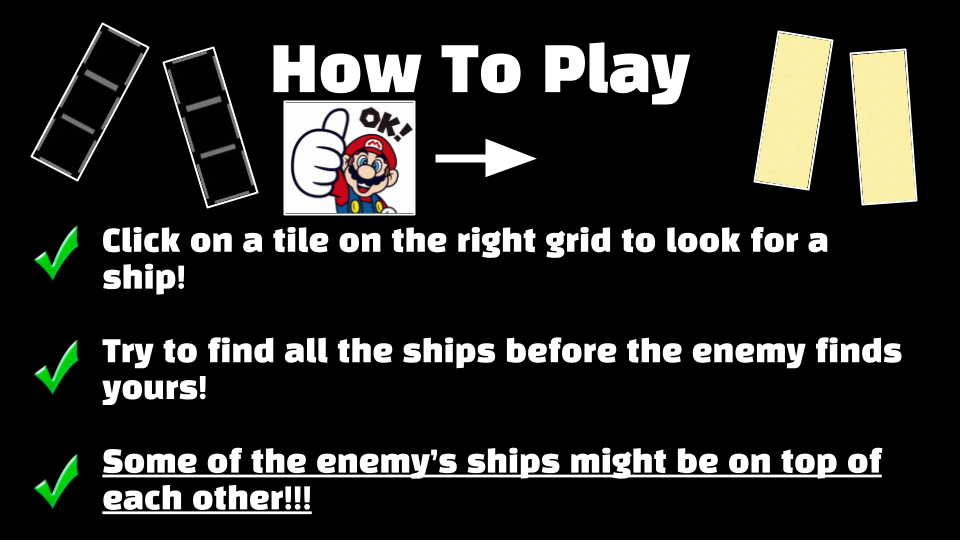 How To Play
OK!
Click on a tile on the right grid to look for a
ship!
Try to find all the ships before the enemy finds
yours!
Some of the enemy’s ships might be on top of
each other!!!